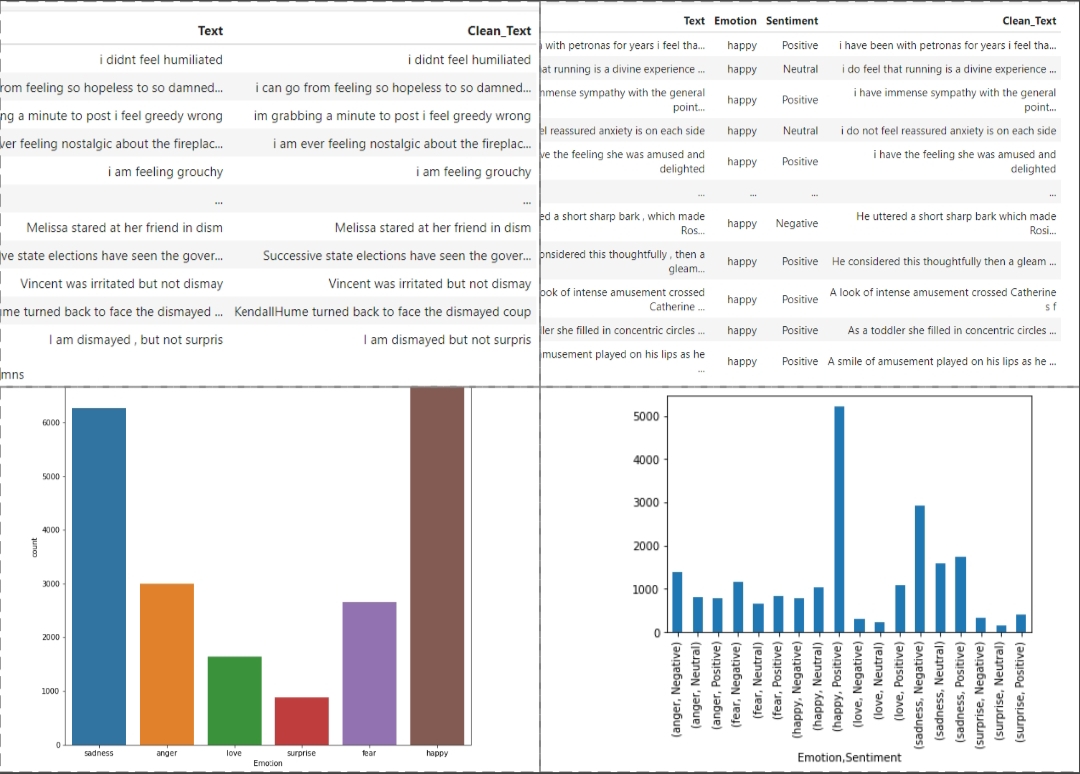 Text Clean_Text
i didnt feel humiliated i didnt feel humiliated
from feeling so hopeless to so damned... i can go from feeling so hopeless to so damned...
a minute to post i feel greedy wrong im grabbing a minute to post i feel greedy wrong
feeling nostalgic about the fireplac... i am ever feeling nostalgic about the fireplac...
i am feeling grouchy i am feeling grouchy
... ...
Melissa stared at her friend in dism Melissa stared at her friend in dism
state elections have seen the gover... Successive state elections have seen the gover...
Vincent was irritated but not dismay Vincent was irritated but not dismay
turned back to face the dismayed ... KendallHume turned back to face the dismayed coup
I am dismayed , but not surpris I am dismayed but not surpris
mns
Text Emotion Sentiment Clean_Text
with petronas for years i feel tha... happy Positive i have been with petronas for years i feel tha...
at running is a divine experience ... happy Neutral i do feel that running is a divine experience ...
immense sympathy with the general
point... happy Positive i have immense sympathy with the general
point...
reassured anxiety is on each side happy Neutral i do not feel reassured anxiety is on each side
the feeling she was amused and
delighted happy Positive i have the feeling she was amused and
delighted
... ... ... ...
a short sharp bark , which made
Ros... happy Negative He uttered a short sharp bark which made
Rosi...
considered this thoughtfully , then a
gleam... happy Positive He considered this thoughtfully then a gleam ...
look of intense amusement crossed
Catherine ... happy Positive A look of intense amusement crossed Catherine
s f
she filled in concentric circles ... happy Positive As a toddler she filled in concentric circles ...
amusement played on his lips as he
... happy Positive A smile of amusement played on his lips as he ...
6000
5000
4000
3000
2000
1000
0
count
sadness anger love surprise fear happy
Emotion
5000
4000
3000
2000
1000
0
(anger, Negative)
(anger, Neutral)
(anger, Positive)
(fear, Negative)
(fear, Neutral)
(fear, Positive)
(happy, Negative)
(happy, Neutral)
(happy, Positive)
(love, Negative)
(love, Neutral)
(love, Positive)
(sadness, Negative)
(sadness, Neutral)
(sadness, Positive)
(surprise, Negative)
(surprise, Neutral)
(surprise, Positive)
Emotion,Sentiment